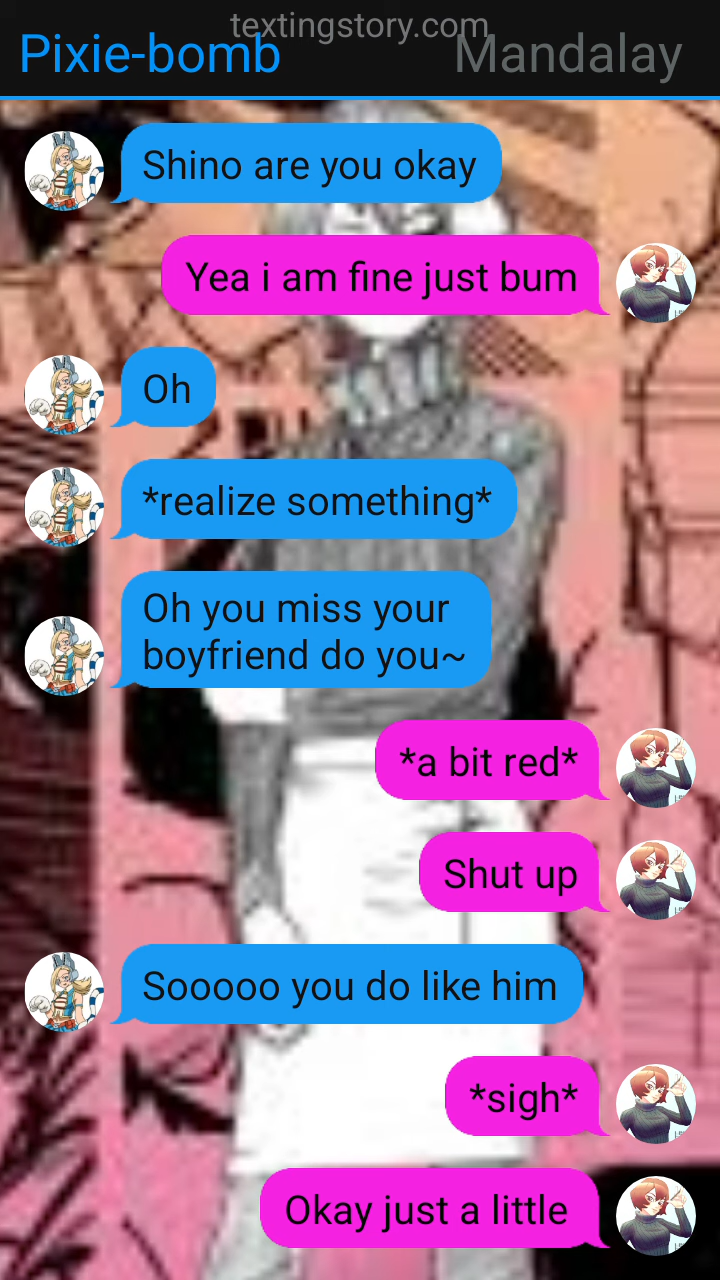 textingstory.com
Pixie-bomb
Mandalay
Shino are you okay
Yea i am fine just bum
Oh
*realize something*
Oh you miss your
boyfriend do you~
*a bit red*
Shut up
Sooooo you do like him
*sigh*
Okay just a little